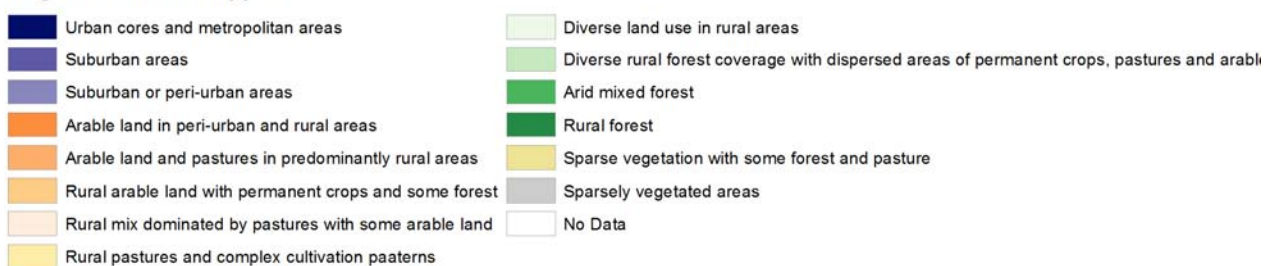 Urban cores and metropolitan areas
Suburban areas
Suburban or peri-urban areas
Arable land in peri-urban and rural areas
Arable land and pastures in predominantly rural areas
Rural arable land with permanent crops and some forest
Rural mix dominated by pastures with some arable land
Rural pastures and complex cultivation paaterns
Diverse land use in rural areas
Diverse rural forest coverage with dispersed areas of permanent crops, pastures and arable
Arid mixed forest
Rural forest
Sparse vegetation with some forest and pasture
Sparsely vegetated areas
No Data